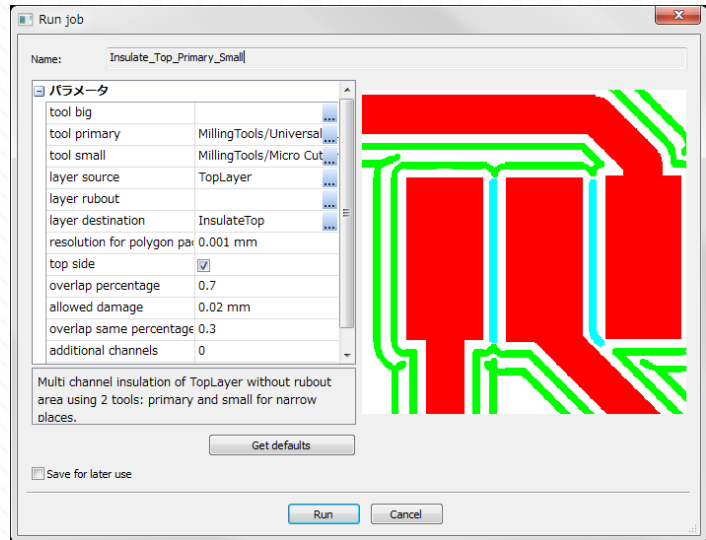 Run job
Name: Insulate_Top_Primary_Small
パラメータ
tool big ...
tool primary MillingTools/Universal ...
tool small MillingTools/Micro Cut ...
layer source TopLayer ...
layer rubout ...
layer destination InsulateTop ...
resolution for polygon pa 0.001 mm
top side
overlap percentage 0.7
allowed damage 0.02 mm
overlap same percentage 0.3
additional channels 0
Multi channel insulation of TopLayer without rubout
area using 2 tools: primary and small for narrow
places.
Get defaults
Save for later use
Run Cancel